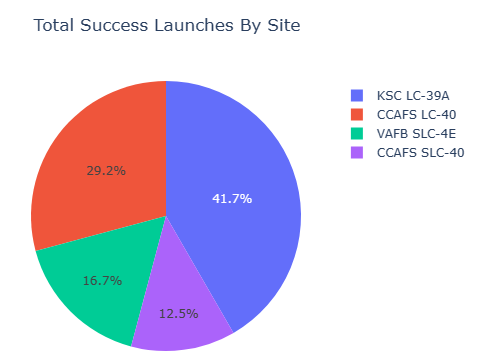 Total Success Launches By Site
KSC LC-39A
CCAFS LC-40
VAFB SLC-4E
CCAFS SLC-40
29.2%
41.7%
16.7%
12.5%